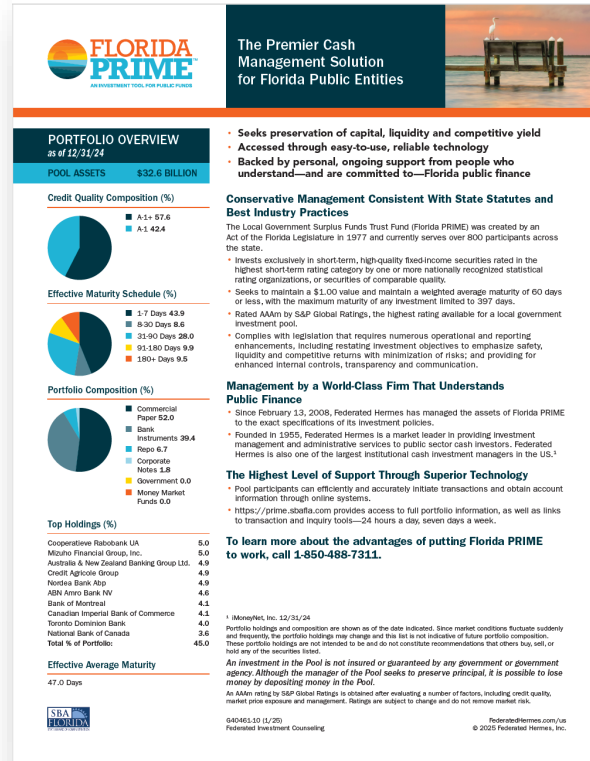 FLORIDA
PRIME™
AN INVESTMENT TOOL FOR PUBLIC FUNDS
The Premier Cash
Management Solution
for Florida Public Entities
PORTFOLIO OVERVIEW
as of 12/31/24
POOL ASSETS $32.6 BILLION
Credit Quality Composition (%)
A-1+ 57.6
A-1 42.4
Effective Maturity Schedule (%)
1-7 Days 43.9
8-30 Days 8.6
31-90 Days 28.0
91-180 Days 9.9
180+ Days 9.5
Portfolio Composition (%)
Commercial
Paper 52.0
Bank
Instruments 39.4
Repo 6.7
Corporate
Notes 1.8
Government 0.0
Money Market
Funds 0.0
Top Holdings (%)
Cooperatieve Rabobank UA 5.0
Mizuho Financial Group, Inc. 5.0
Australia & New Zealand Banking Group Ltd. 4.9
Credit Agricole Group 4.9
Nordea Bank Abp 4.9
ABN Amro Bank NV 4.6
Bank of Montreal 4.1
Canadian Imperial Bank of Commerce 4.1
Toronto Dominion Bank 4.0
National Bank of Canada 3.6
Total % of Portfolio: 45.0
Effective Average Maturity
47.0 Days
SBA
FLORIDA
• Seeks preservation of capital, liquidity and competitive yield
• Accessed through easy-to-use, reliable technology
• Backed by personal, ongoing support from people who
understand—and are committed to—Florida public finance
Conservative Management Consistent With State Statutes and
Best Industry Practices
The Local Government Surplus Funds Trust Fund (Florida PRIME) was created by an
Act of the Florida Legislature in 1977 and currently serves over 800 participants across
the state.
• Invests exclusively in short-term, high-quality fixed-income securities rated in the
highest short-term rating category by one or more nationally recognized statistical
rating organizations, or securities of comparable quality.
• Seeks to maintain a $1.00 value and maintain a weighted average maturity of 60 days
or less, with the maximum maturity of any investment limited to 397 days.
• Rated AAAm by S&P Global Ratings, the highest rating available for a local government
investment pool.
• Complies with legislation that requires numerous operational and reporting
enhancements, including restating investment objectives to emphasize safety,
liquidity and competitive returns with minimization of risks; and providing for
enhanced internal controls, transparency and communication.
Management by a World-Class Firm That Understands
Public Finance
• Since February 13, 2008, Federated Hermes has managed the assets of Florida PRIME
to the exact specifications of its investment policies.
• Founded in 1955, Federated Hermes is a market leader in providing investment
management and administrative services to public sector cash investors. Federated
Hermes is also one of the largest institutional cash investment managers in the US.¹
The Highest Level of Support Through Superior Technology
• Pool participants can efficiently and accurately initiate transactions and obtain account
information through online systems.
• https://prime.sbafla.com provides access to full portfolio information, as well as links
to transaction and inquiry tools—24 hours a day, seven days a week.
To learn more about the advantages of putting Florida PRIME
to work, call 1-850-488-7311.
¹ iMoneyNet, Inc. 12/31/24
Portfolio holdings and composition are shown as of the date indicated. Since market conditions fluctuate suddenly
and frequently, the portfolio holdings may change and this list is not indicative of future portfolio composition.
These portfolio holdings are not intended to be and do not constitute recommendations that others buy, sell, or
hold any of the securities listed.
An investment in the Pool is not insured or guaranteed by any government or government
agency. Although the manager of the Pool seeks to preserve principal, it is possible to lose
money by depositing money in the Pool.
An AAAm rating by S&P Global Ratings is obtained after evaluating a number of factors, including credit quality,
market price exposure and management. Ratings are subject to change and do not remove market risk.
G40461-10 (1/25)
Federated Investment Counseling
FederatedHermes.com/us
© 2025 Federated Hermes, Inc.